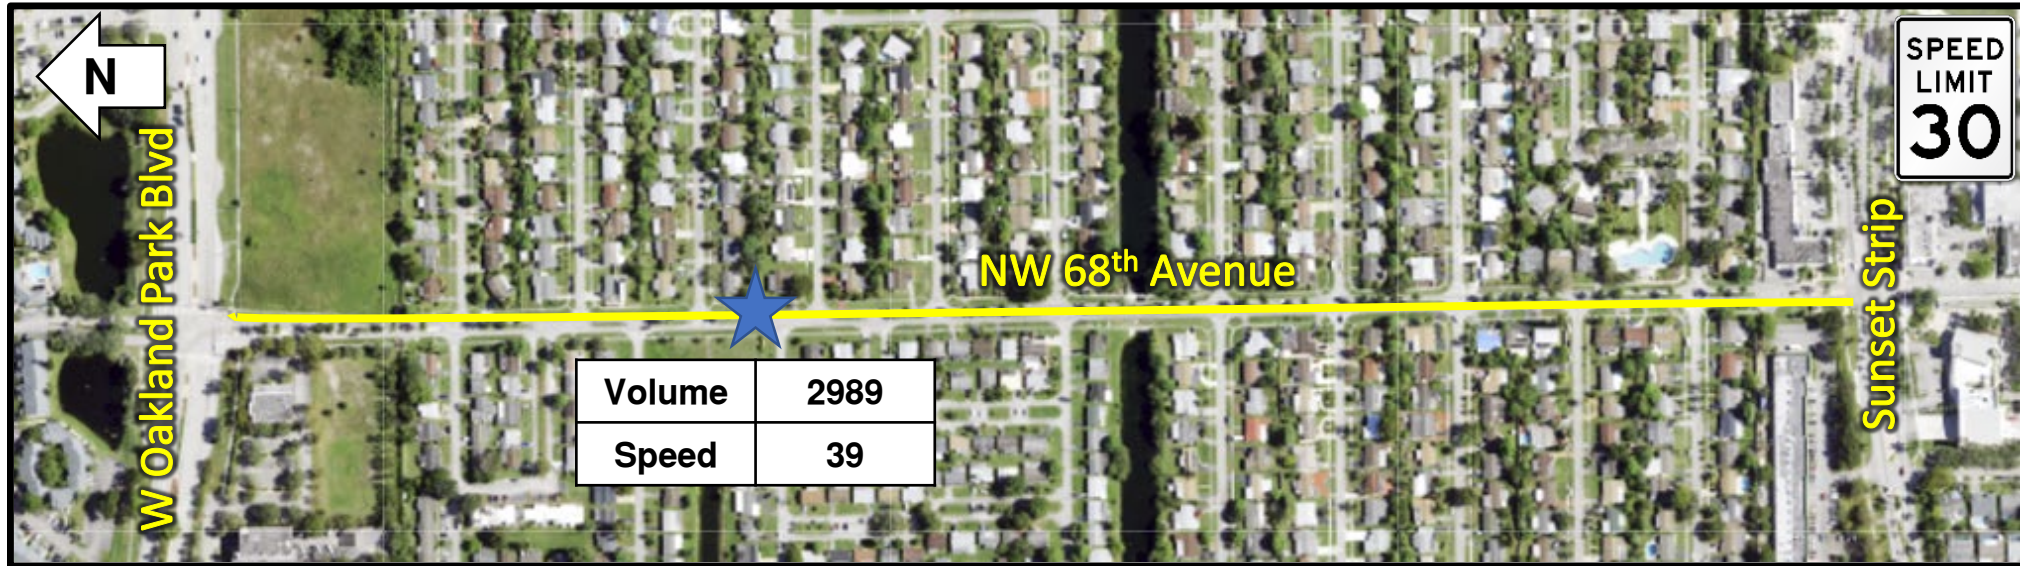 N
SPEED
LIMIT
30
W Oakland Park Blvd
NW 68th Avenue
Sunset Strip
Volume 2989
Speed 39